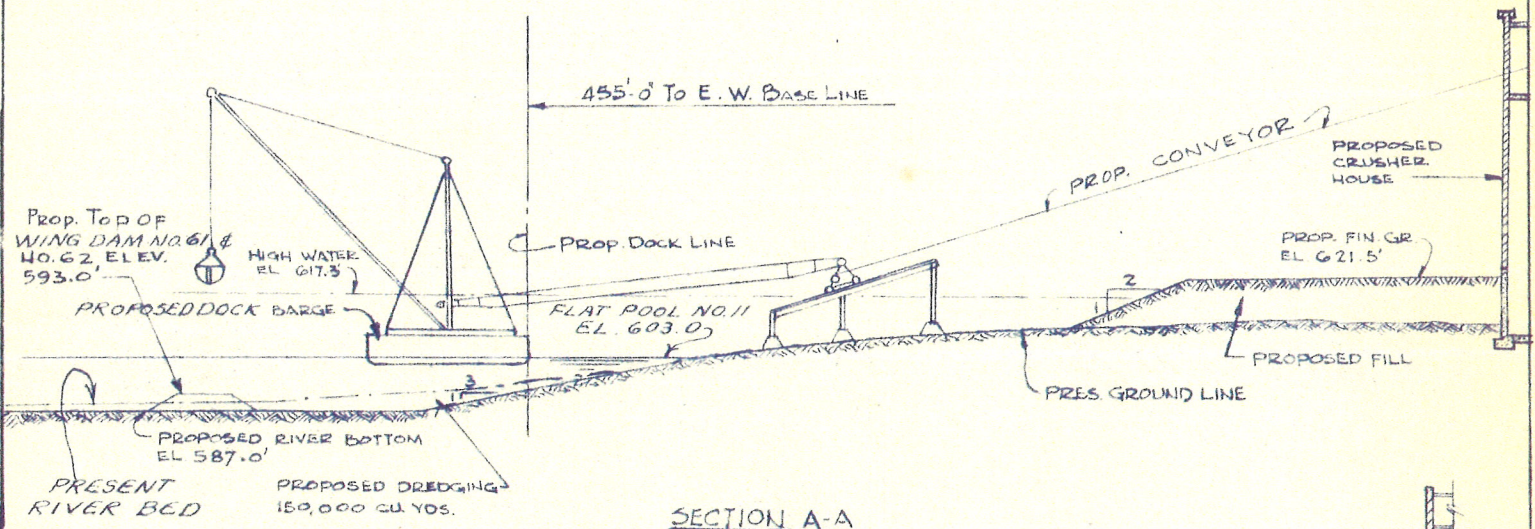 455'-0" TO E. W. BASE LINE
PROP. CONVEYOR
PROPOSED
CRUSHER
HOUSE
PROP. TOP OF
WING DAM NO. 61 &
NO. 62 ELEV.
593.0'
HIGH WATER
EL 617.3'
PROP. DOCK LINE
PROP. FIN. GR.
EL 621.5'
2
1
PROPOSED DOCK BARGE
FLAT POOL NO. 11
EL. 603.0
PROPOSED FILL
3
1
PRES. GROUND LINE
PROPOSED RIVER BOTTOM
EL 587.0'
PRESENT
RIVER BED
PROPOSED DREDGING
150,000 CU. YDS.
SECTION A-A